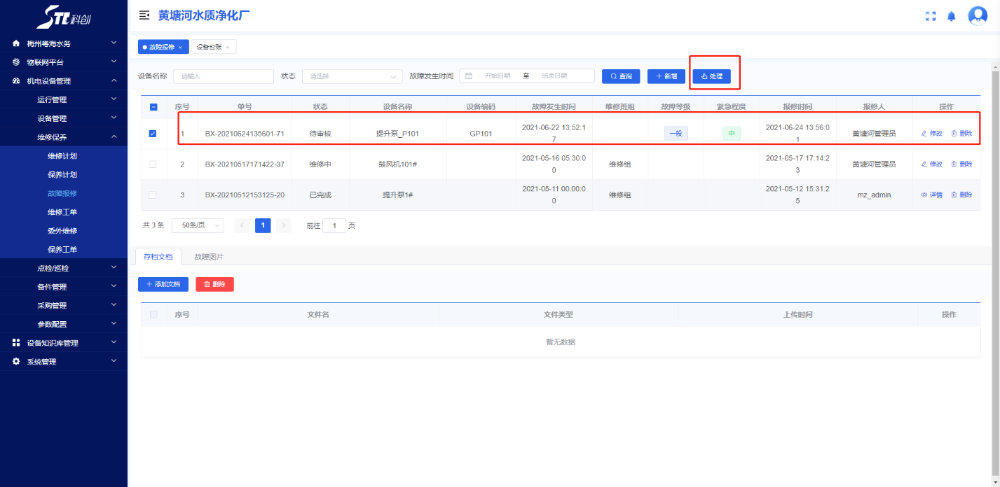 STC科创
黄塘河水质净化厂
梅州粤海水务
物联网平台
机电设备管理
运行管理
设备管理
维修保养
维修计划
保养计划
故障报修
维修工单
委外维修
保养工单
点检/巡检
备件管理
采购管理
参数配置
设备知识库管理
系统管理
故障报修 × 设备台账 ×
设备名称 请输入 状态 请选择 故障发生时间 开始日期 至 结束日期 查询 + 新增 处理
序号 单号 状态 设备名称 设备编码 故障发生时间 维修班组 故障等级 紧急程度 报修时间 报修人 操作
1 BX-20210624135601-71 待审核 提升泵_P101 GP101 2021-06-22 13:52:1 一般 中 2021-06-24 13:56:0 黄塘河管理员 修改 删除
7 1
2 BX-20210517171422-37 维修中 鼓风机101# 2021-05-16 05:30:0 维修组 2021-05-17 17:14:2 黄塘河管理员 修改 删除
0 3
3 BX-20210512153125-20 已完成 提升泵1# 2021-05-11 00:00:0 维修组 2021-05-12 15:31:2 mz_admin 详情 删除
0 5
共 3 条 50条/页 < 1 > 前往 1 页
存档文档 故障图片
+ 添加文档 删除
序号 文件名 文件类型 上传时间 操作
暂无数据